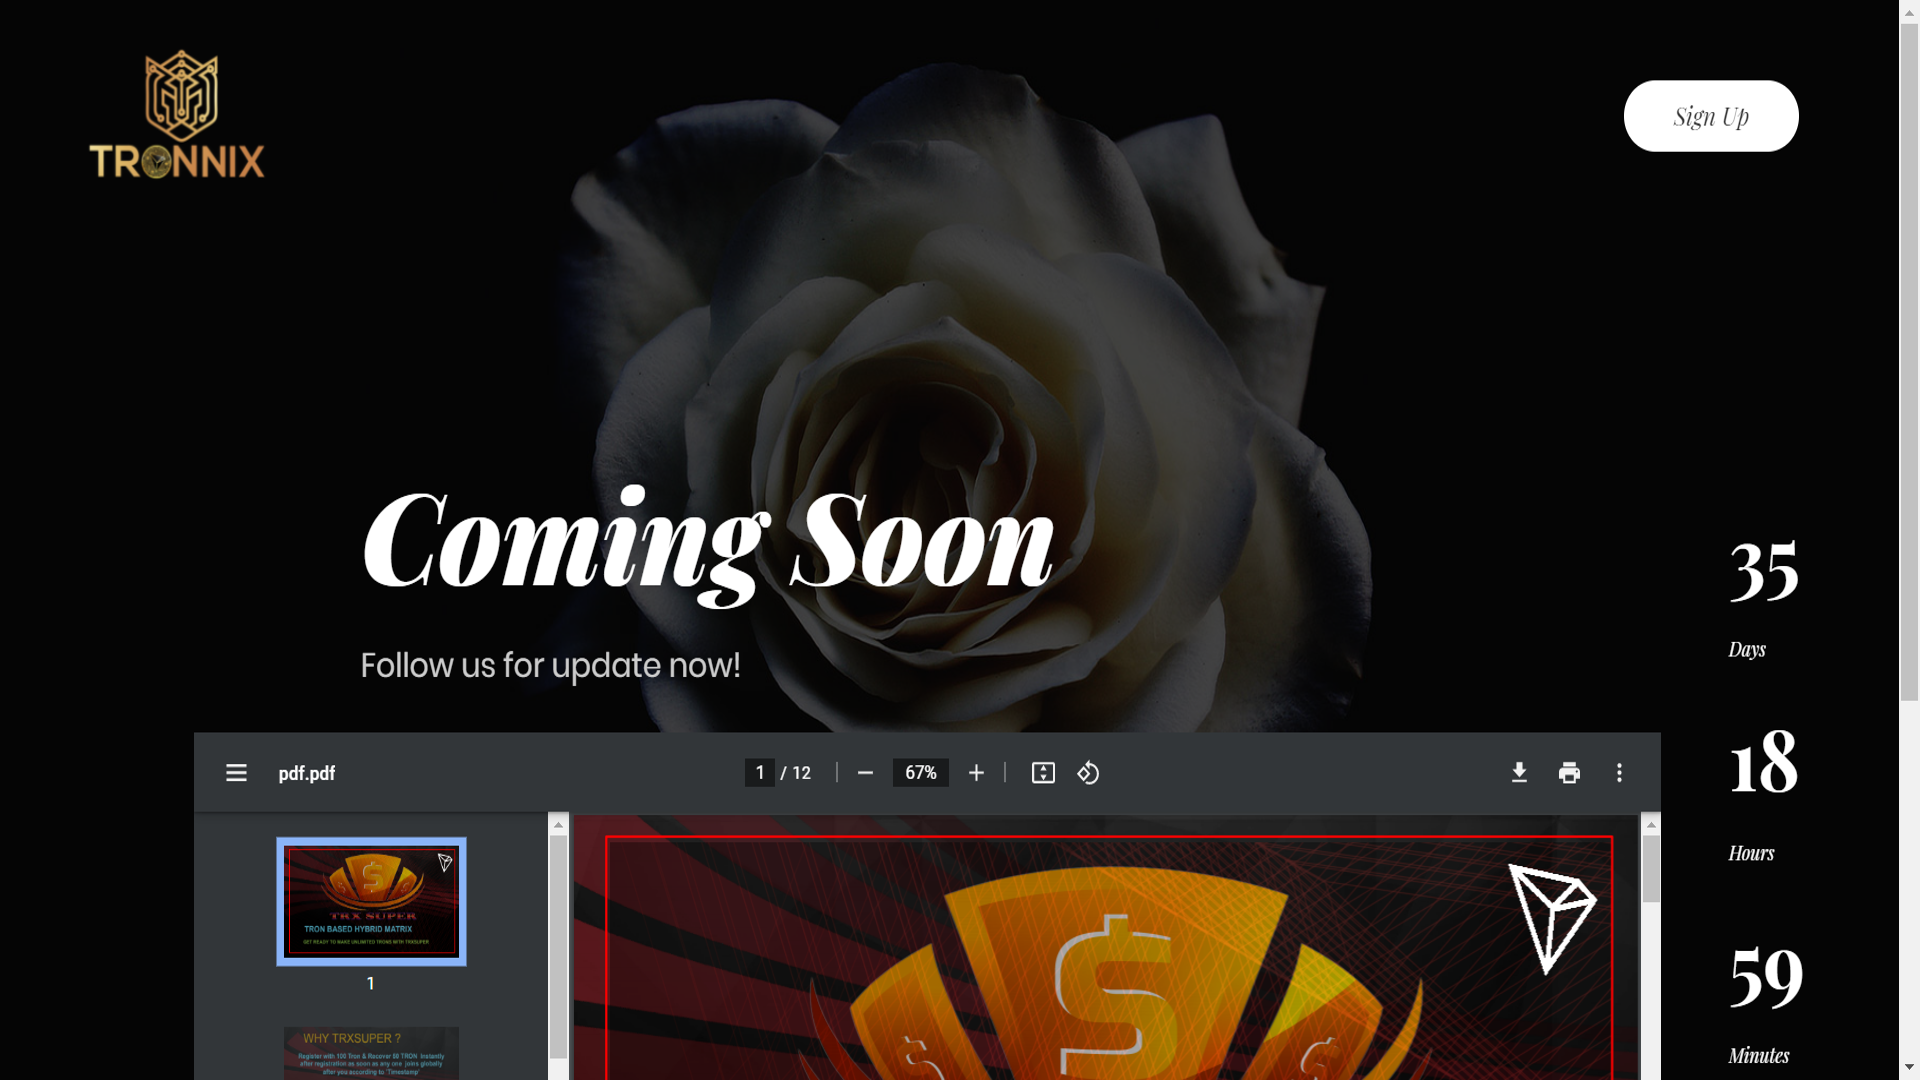 TRONNIX
Sign Up
Coming Soon
Follow us for update now!
35
Days
18
Hours
59
Minutes
pdf.pdf
1 / 12
67%
TRX SUPER
TRON BASED HYBRID MATRIX
GET READY TO MAKE UNLIMITED TRONS WITH TRXSUPER
1
WHY TRXSUPER ?
Register with 100 Tron & Recover 50 TRON Instantly
after registration as soon as any one joins globally
after you according to 'Timestamp'